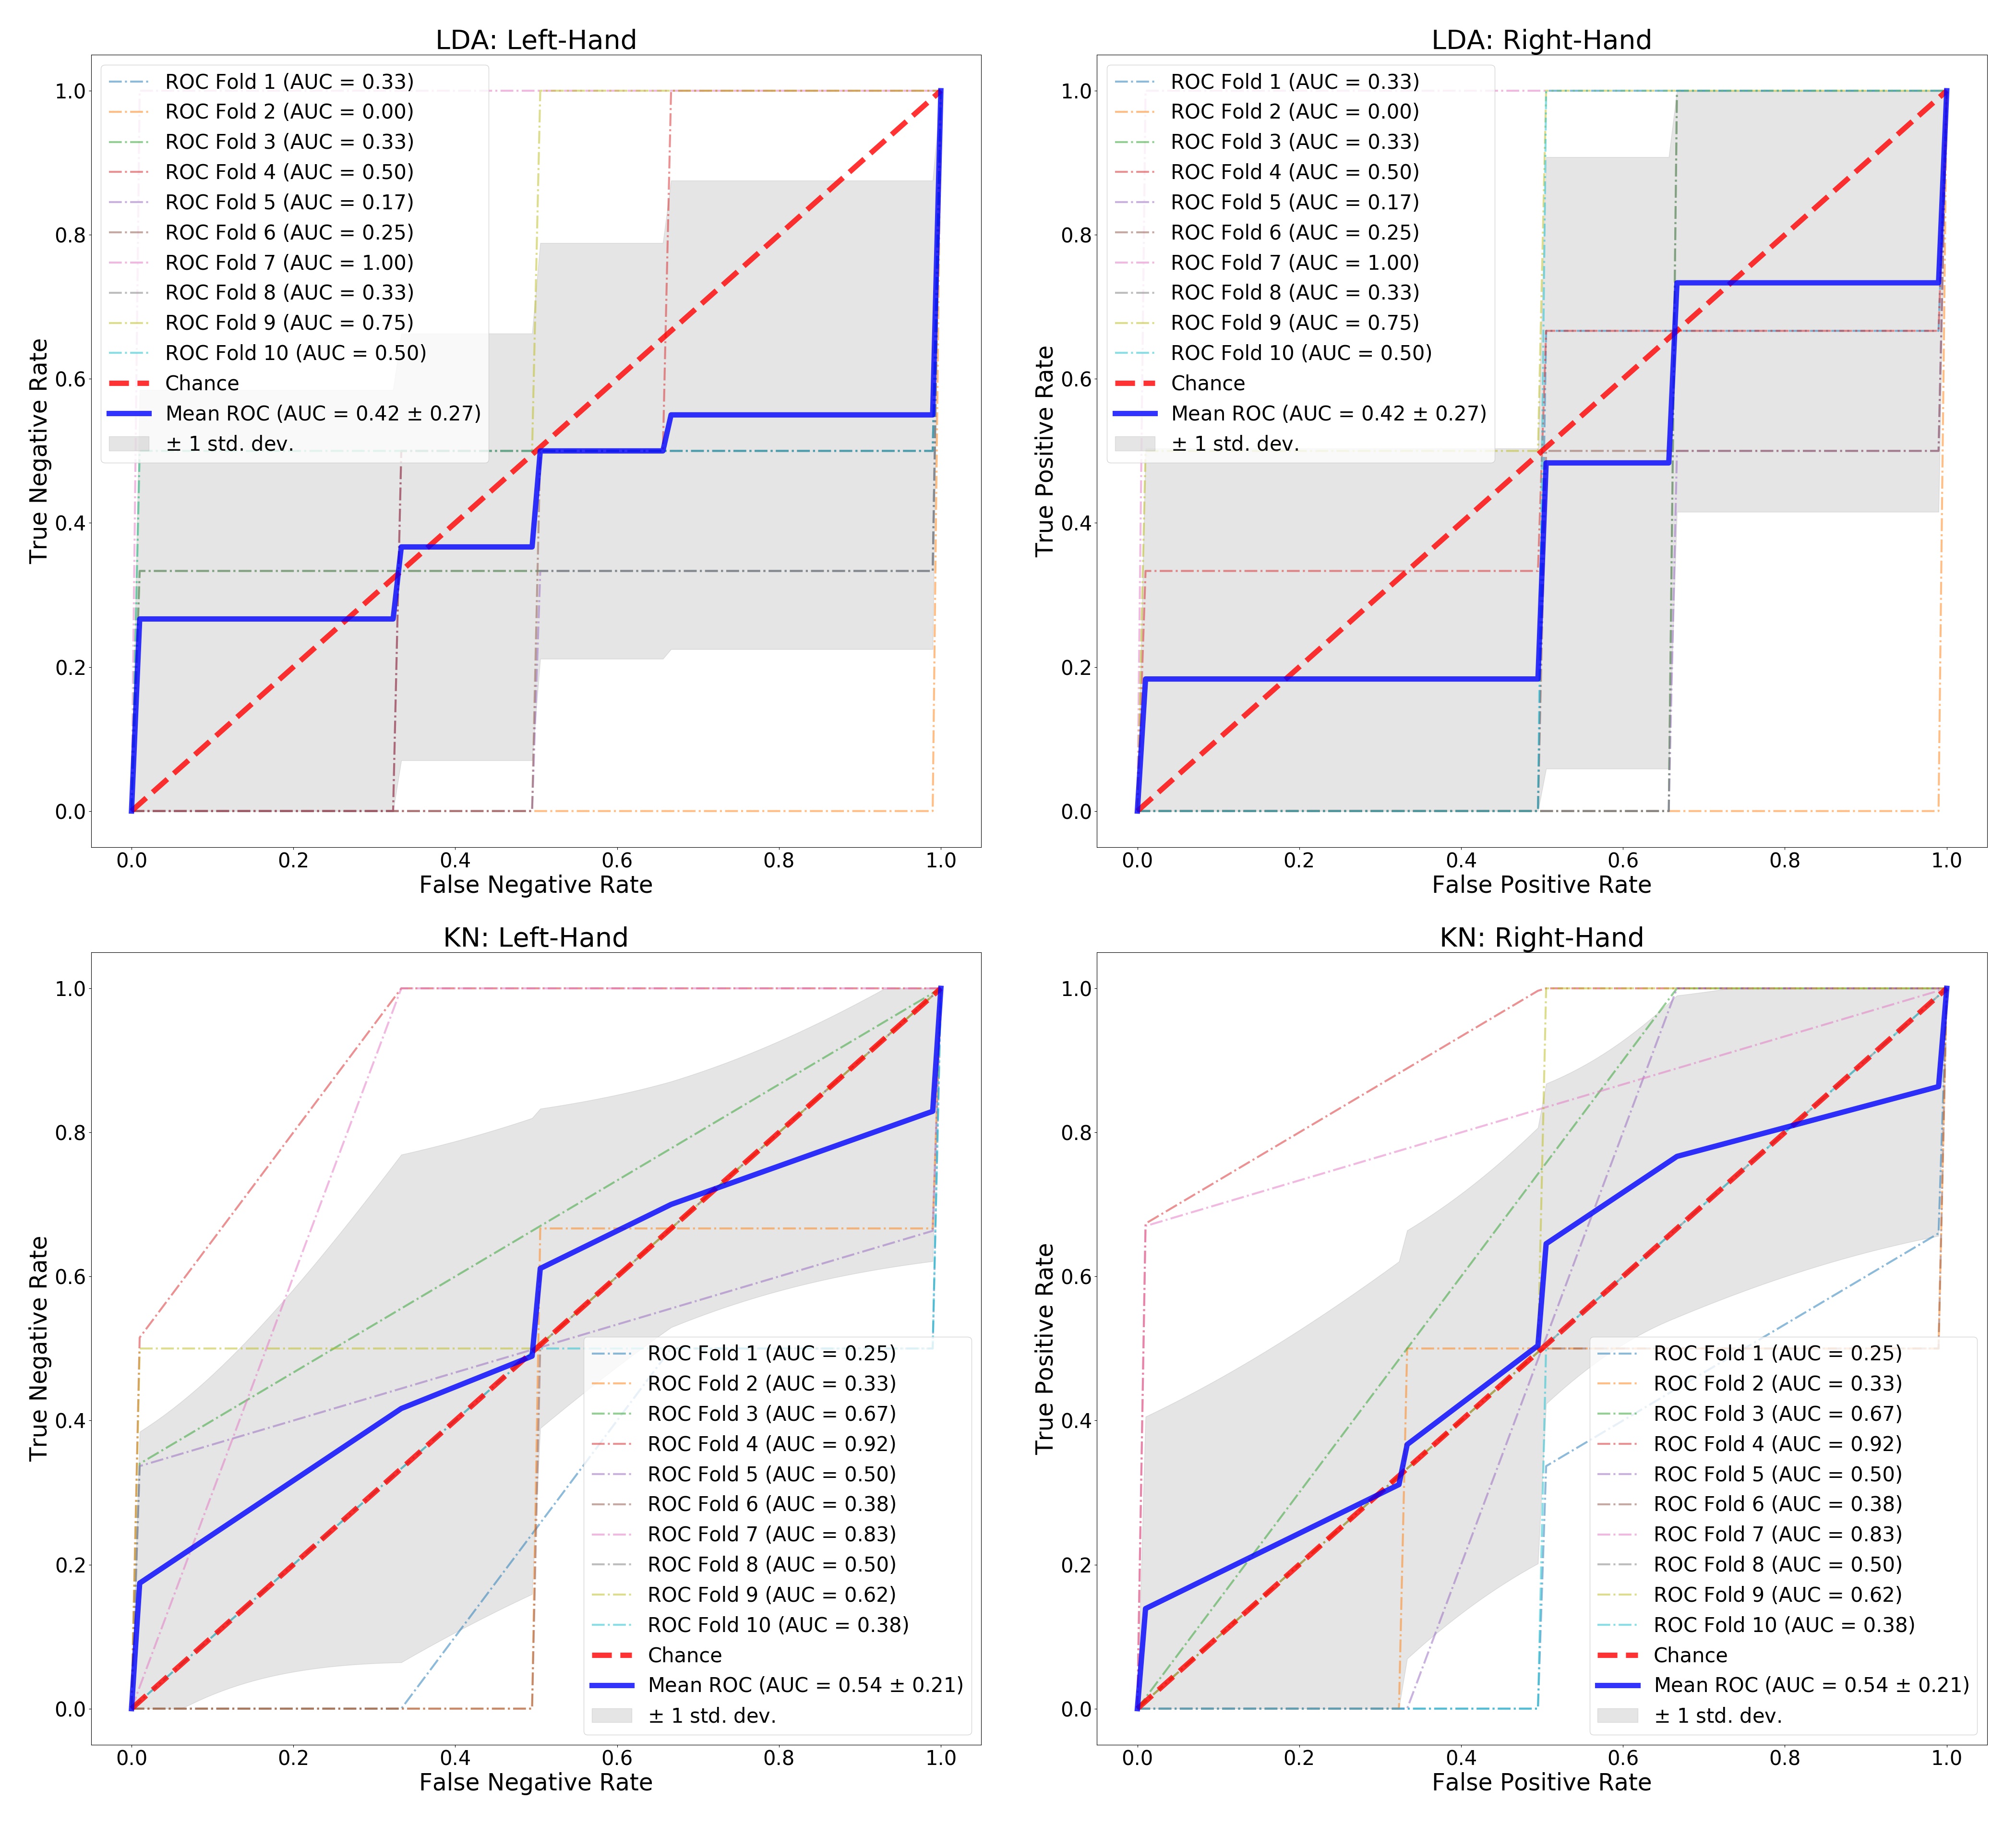 LDA: Left-Hand
ROC Fold 1 (AUC = 0.33)
ROC Fold 2 (AUC = 0.00)
ROC Fold 3 (AUC = 0.33)
ROC Fold 4 (AUC = 0.50)
ROC Fold 5 (AUC = 0.17)
ROC Fold 6 (AUC = 0.25)
ROC Fold 7 (AUC = 1.00)
ROC Fold 8 (AUC = 0.33)
ROC Fold 9 (AUC = 0.75)
ROC Fold 10 (AUC = 0.50)
Chance
Mean ROC (AUC = 0.42 ± 0.27)
± 1 std. dev.
True Negative Rate
1.0
0.8
0.6
0.4
0.2
0.0
0.0 0.2 0.4 0.6 0.8 1.0
False Negative Rate
LDA: Right-Hand
ROC Fold 1 (AUC = 0.33)
ROC Fold 2 (AUC = 0.00)
ROC Fold 3 (AUC = 0.33)
ROC Fold 4 (AUC = 0.50)
ROC Fold 5 (AUC = 0.17)
ROC Fold 6 (AUC = 0.25)
ROC Fold 7 (AUC = 1.00)
ROC Fold 8 (AUC = 0.33)
ROC Fold 9 (AUC = 0.75)
ROC Fold 10 (AUC = 0.50)
Chance
Mean ROC (AUC = 0.42 ± 0.27)
± 1 std. dev.
True Positive Rate
1.0
0.8
0.6
0.4
0.2
0.0
0.0 0.2 0.4 0.6 0.8 1.0
False Positive Rate
KN: Left-Hand
True Negative Rate
1.0
0.8
0.6
0.4
0.2
0.0
ROC Fold 1 (AUC = 0.25)
ROC Fold 2 (AUC = 0.33)
ROC Fold 3 (AUC = 0.67)
ROC Fold 4 (AUC = 0.92)
ROC Fold 5 (AUC = 0.50)
ROC Fold 6 (AUC = 0.38)
ROC Fold 7 (AUC = 0.83)
ROC Fold 8 (AUC = 0.50)
ROC Fold 9 (AUC = 0.62)
ROC Fold 10 (AUC = 0.38)
Chance
Mean ROC (AUC = 0.54 ± 0.21)
± 1 std. dev.
0.0 0.2 0.4 0.6 0.8 1.0
False Negative Rate
KN: Right-Hand
True Positive Rate
1.0
0.8
0.6
0.4
0.2
0.0
ROC Fold 1 (AUC = 0.25)
ROC Fold 2 (AUC = 0.33)
ROC Fold 3 (AUC = 0.67)
ROC Fold 4 (AUC = 0.92)
ROC Fold 5 (AUC = 0.50)
ROC Fold 6 (AUC = 0.38)
ROC Fold 7 (AUC = 0.83)
ROC Fold 8 (AUC = 0.50)
ROC Fold 9 (AUC = 0.62)
ROC Fold 10 (AUC = 0.38)
Chance
Mean ROC (AUC = 0.54 ± 0.21)
± 1 std. dev.
0.0 0.2 0.4 0.6 0.8 1.0
False Positive Rate